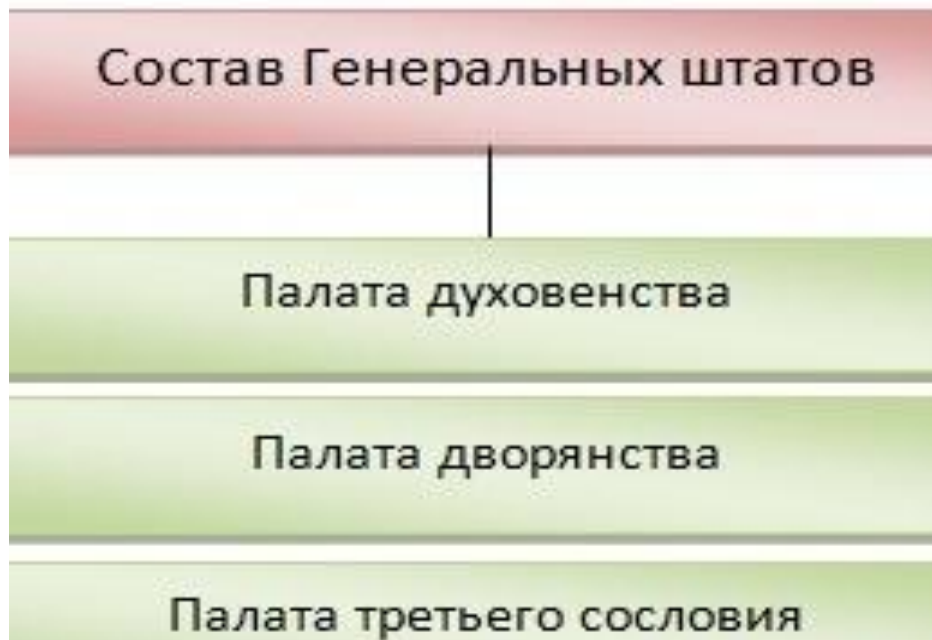 Состав Генеральных штатов
Палата духовенства
Палата дворянства
Палата третьего сословия